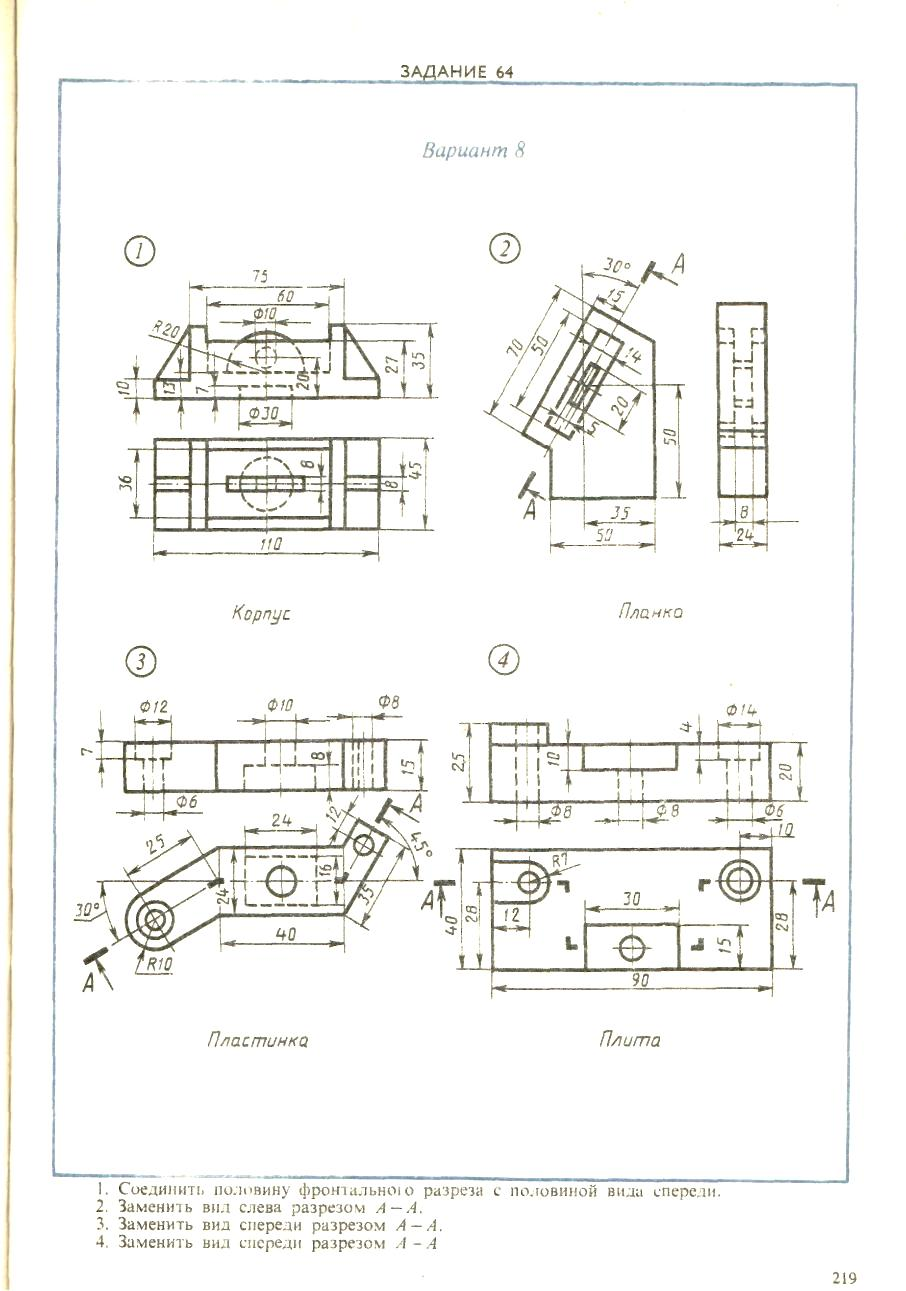 ЗАДАНИЕ 64
Вариант 8
1
75
60
Ф10
R20
10
13
7
20
27
35
Ф30
36
8
8
45
110
Корпус
2
30°
А
15
70
50
14
20
5
50
А
35
50
8
24
Планка
3
Ф12
Ф10
Ф8
7
8
15
Ф6
24
12
А
45°
25
30°
24
16
35
40
R10
А
Пластинка
4
Ф14
4
25
10
20
Ф8
Ф8
Ф6
10
R7
А
А
40
28
12
30
15
28
90
Плита
1. Соединить половину фронтального разреза с половиной вида спереди.
2. Заменить вид слева разрезом А – А.
3. Заменить вид спереди разрезом А – А.
4. Заменить вид спереди разрезом А – А
219